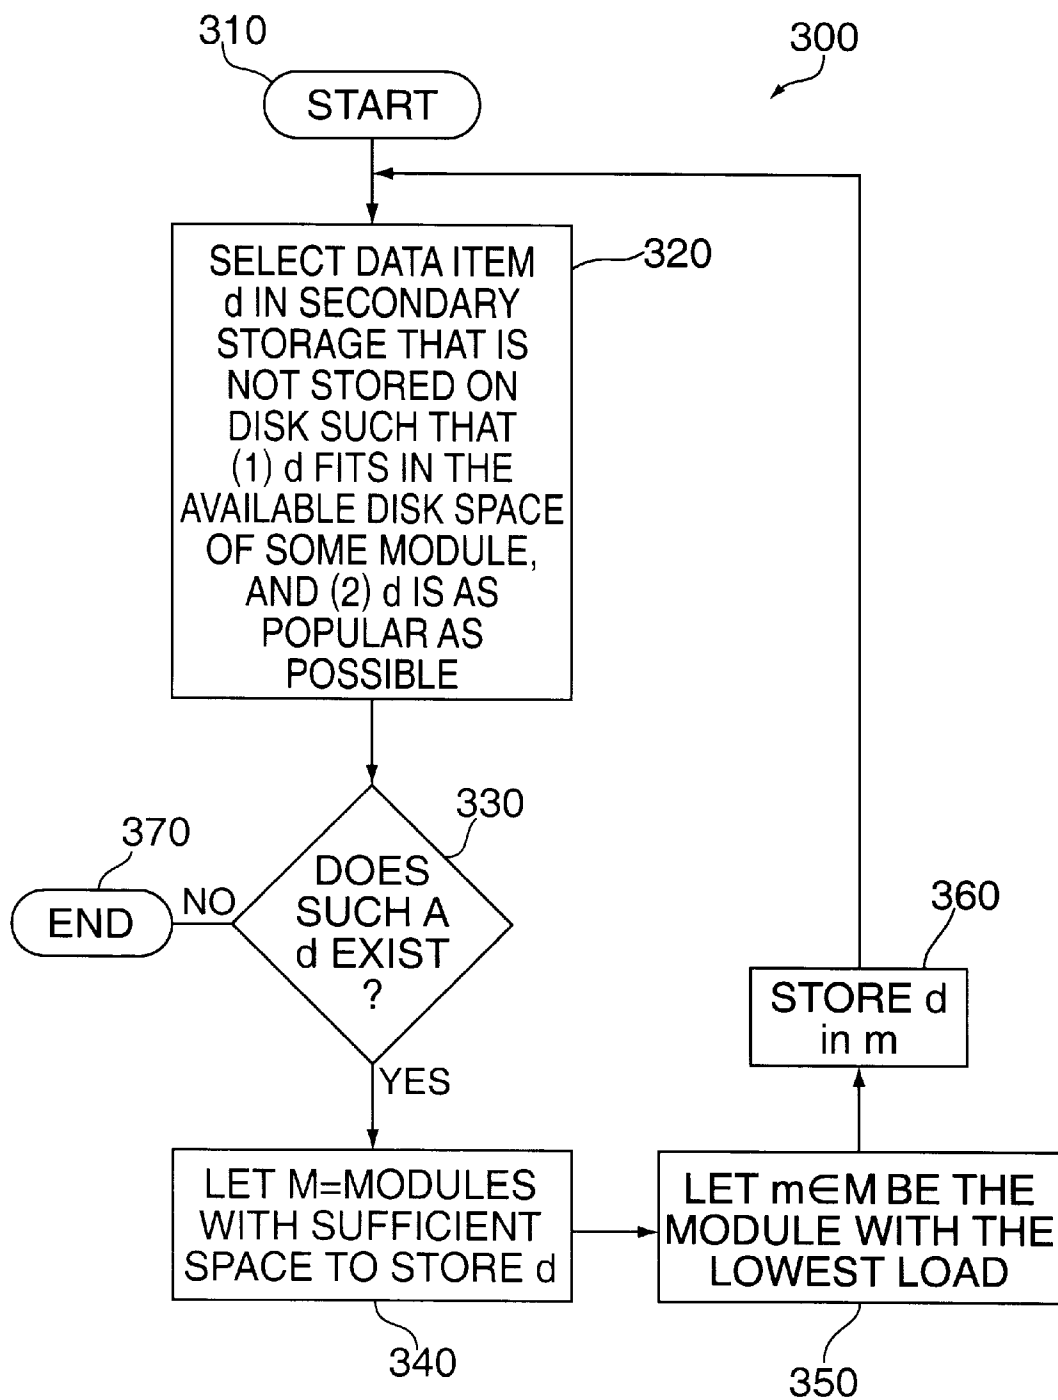 310
300
START
320
SELECT DATA ITEM
d IN SECONDARY
STORAGE THAT IS
NOT STORED ON
DISK SUCH THAT
(1) d FITS IN THE
AVAILABLE DISK SPACE
OF SOME MODULE,
AND (2) d IS AS
POPULAR AS
POSSIBLE
330
370
DOES
SUCH A
d EXIST
?
NO
END
YES
360
STORE d
in m
LET M=MODULES
WITH SUFFICIENT
SPACE TO STORE d
LET m∈M BE THE
MODULE WITH THE
LOWEST LOAD
340
350